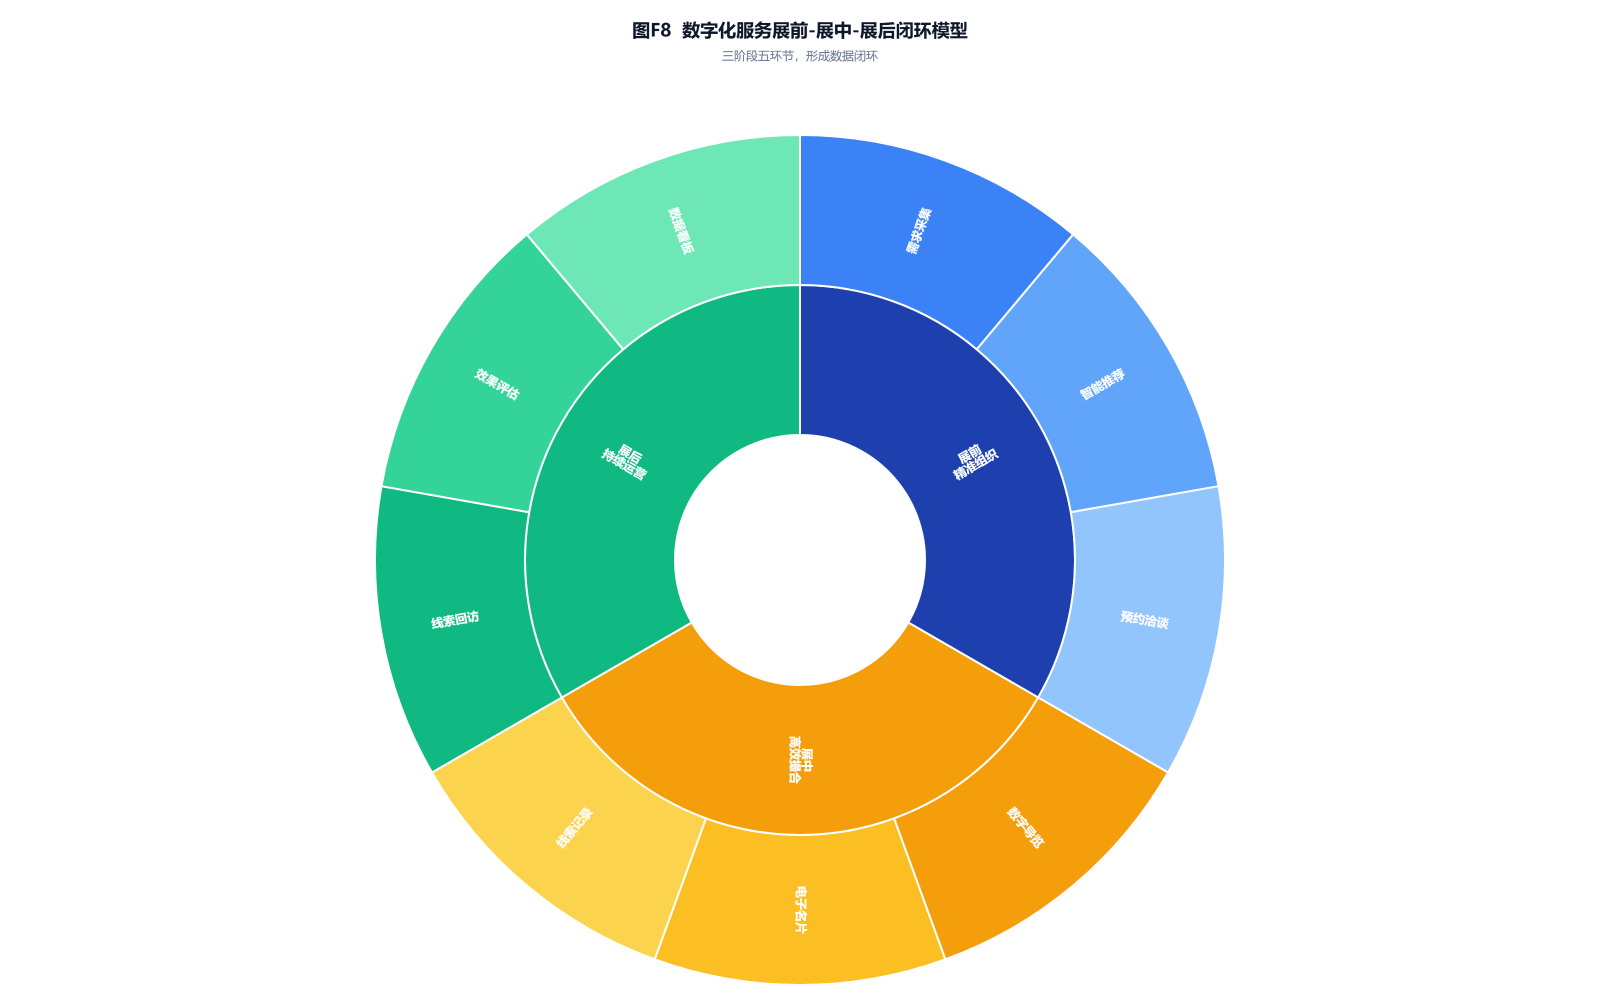 图F8 数字化服务展前-展中-展后闭环模型
三阶段五环节，形成数据闭环
需求采集
智能推荐
预约洽谈
数字导览
电子名片
线索记录
线索回访
效果评估
数据看板
展前
精准组织
展中
高效撮合
展后
持续运营